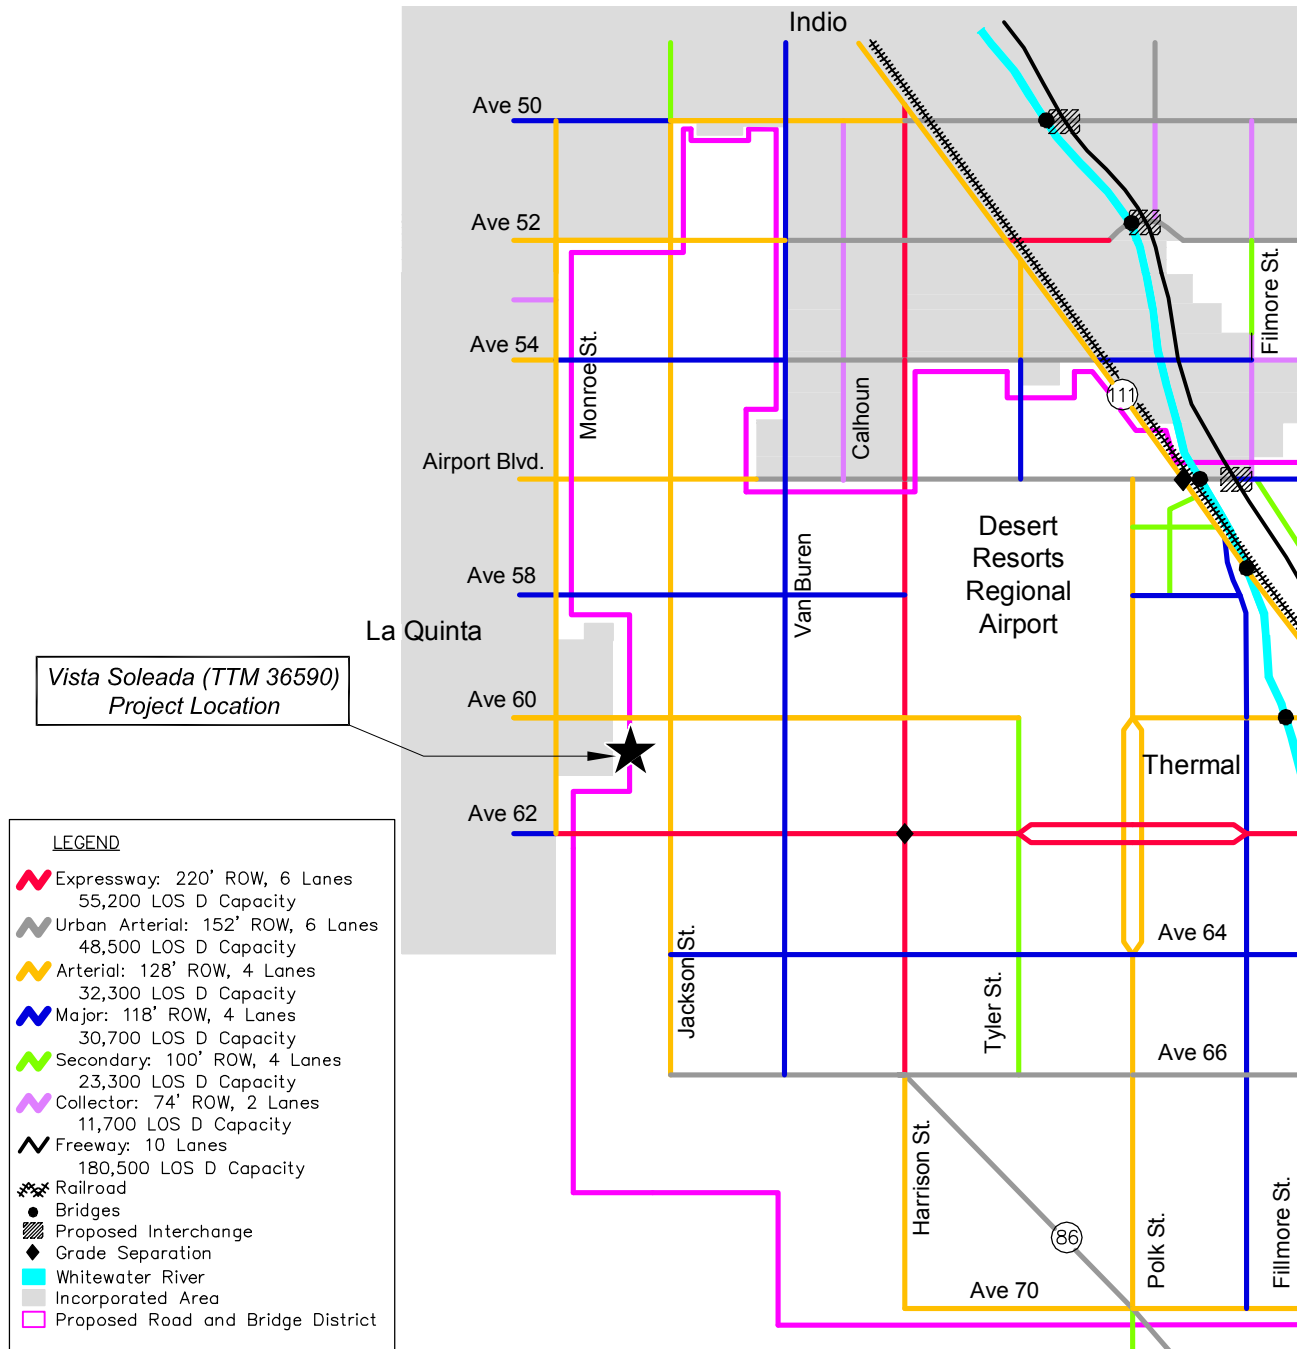 Indio
Ave 50
Ave 52
Filmore St.
Ave 54
Monroe St.
111
Calhoun
Airport Blvd.
Desert
Resorts
Regional
Airport
Van Buren
Ave 58
La Quinta
Vista Soleada (TTM 36590)
Project Location
Ave 60
Thermal
Ave 62
Ave 64
Jackson St.
Tyler St.
Ave 66
Harrison St.
86
Polk St.
Fillmore St.
Ave 70
LEGEND
Expressway: 220' ROW, 6 Lanes
55,200 LOS D Capacity
Urban Arterial: 152' ROW, 6 Lanes
48,500 LOS D Capacity
Arterial: 128' ROW, 4 Lanes
32,300 LOS D Capacity
Major: 118' ROW, 4 Lanes
30,700 LOS D Capacity
Secondary: 100' ROW, 4 Lanes
23,300 LOS D Capacity
Collector: 74' ROW, 2 Lanes
11,700 LOS D Capacity
Freeway: 10 Lanes
180,500 LOS D Capacity
Railroad
Bridges
Proposed Interchange
Grade Separation
Whitewater River
Incorporated Area
Proposed Road and Bridge District